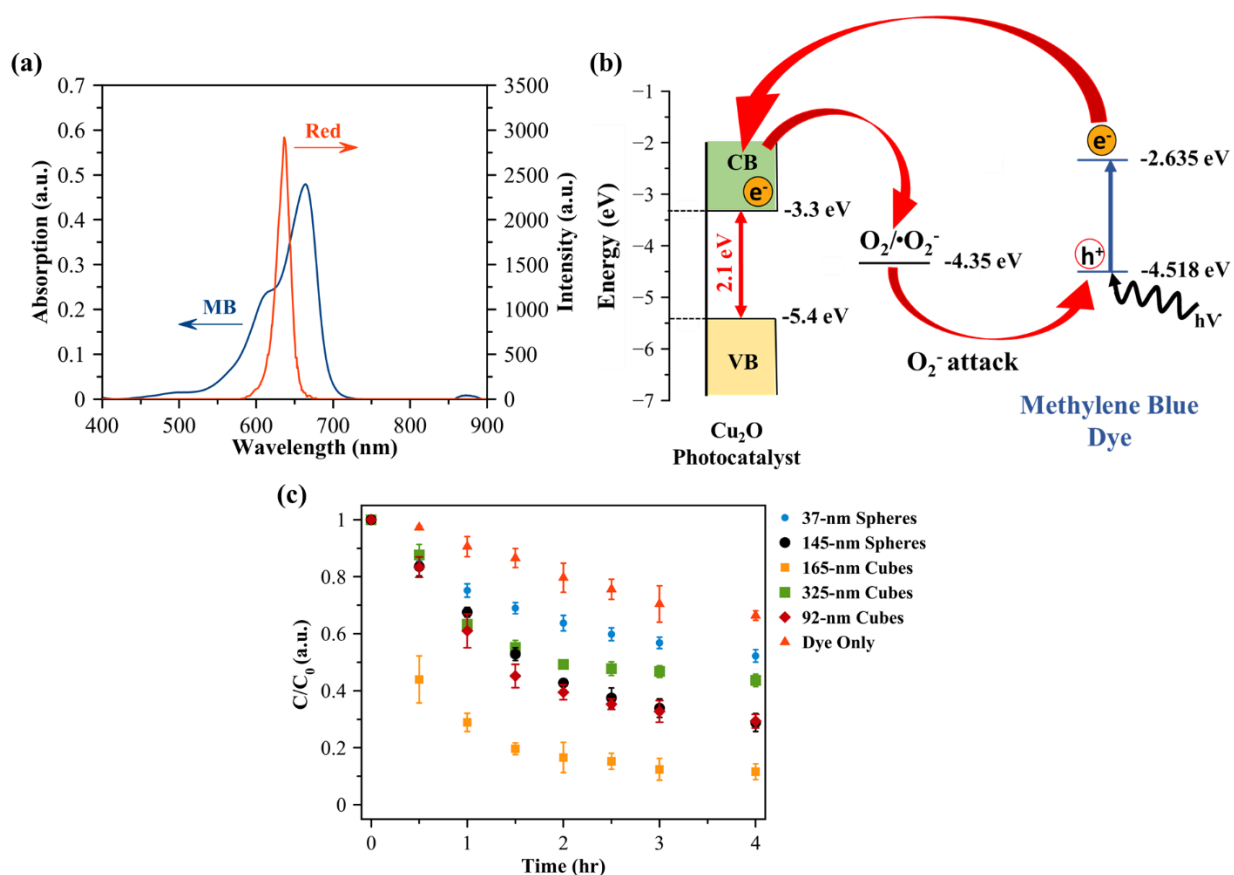 (a)
0.7
0.6
0.5
0.4
0.3
0.2
0.1
0
Absorption (a.u.)
3500
3000
2500
2000
1500
1000
500
0
Intensity (a.u.)
Red
MB
400
500
600
700
800
900
Wavelength (nm)
(b)
−1
−2
−3
−4
−5
−6
−7
Energy (eV)
CB
e-
-3.3 eV
2.1 eV
-5.4 eV
VB
Cu₂O
Photocatalyst
O₂/•O₂⁻
-4.35 eV
O₂⁻ attack
e-
-2.635 eV
h⁺
-4.518 eV
Methylene Blue
Dye
(c)
1
0.8
0.6
0.4
0.2
0
C/C₀ (a.u.)
0
1
2
3
4
Time (hr)
37-nm Spheres
145-nm Spheres
165-nm Cubes
325-nm Cubes
92-nm Cubes
Dye Only